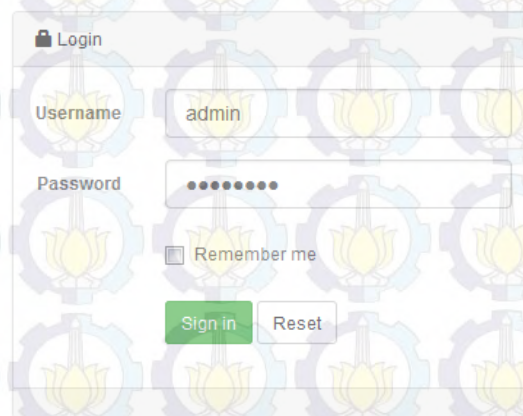 Login
Username admin
Password ••••••••
Remember me
Sign in Reset